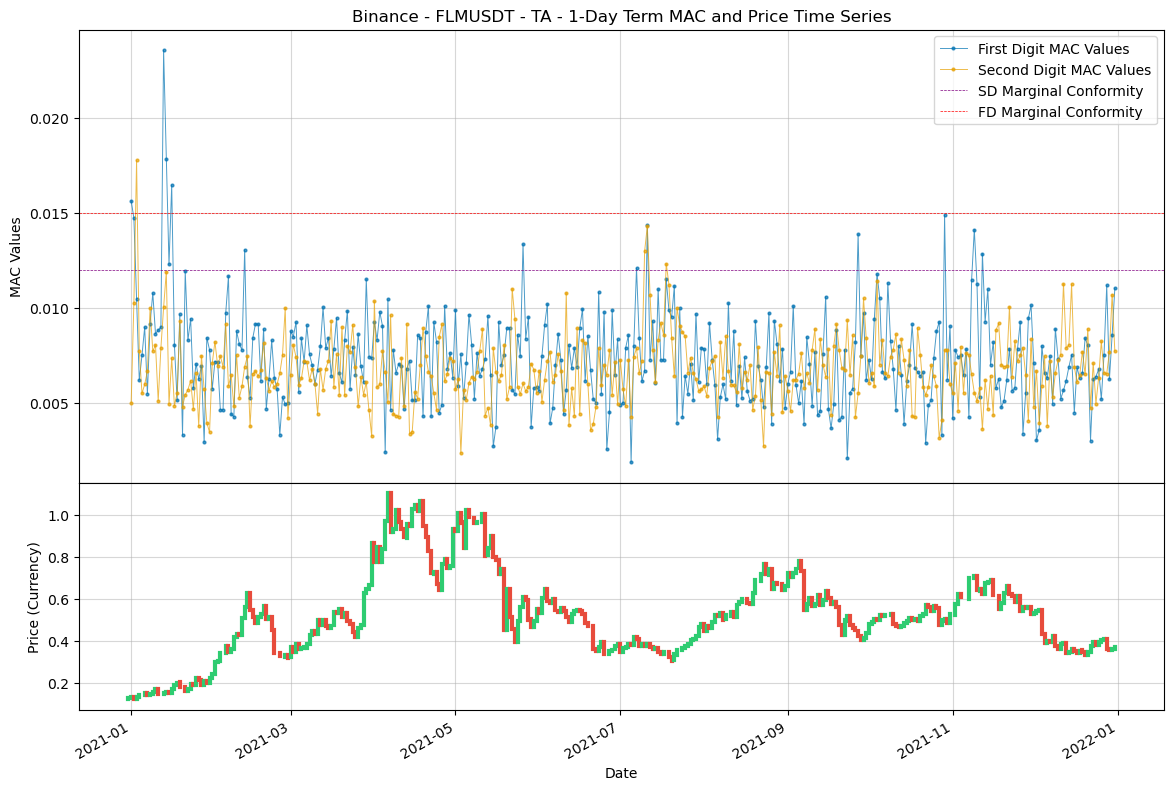 Binance - FLMUSDT - TA - 1-Day Term MAC and Price Time Series
First Digit MAC Values
Second Digit MAC Values
SD Marginal Conformity
FD Marginal Conformity
MAC Values
0.020
0.015
0.010
0.005
Price (Currency)
1.0
0.8
0.6
0.4
0.2
2021-01
2021-03
2021-05
2021-07
2021-09
2021-11
2022-01
Date